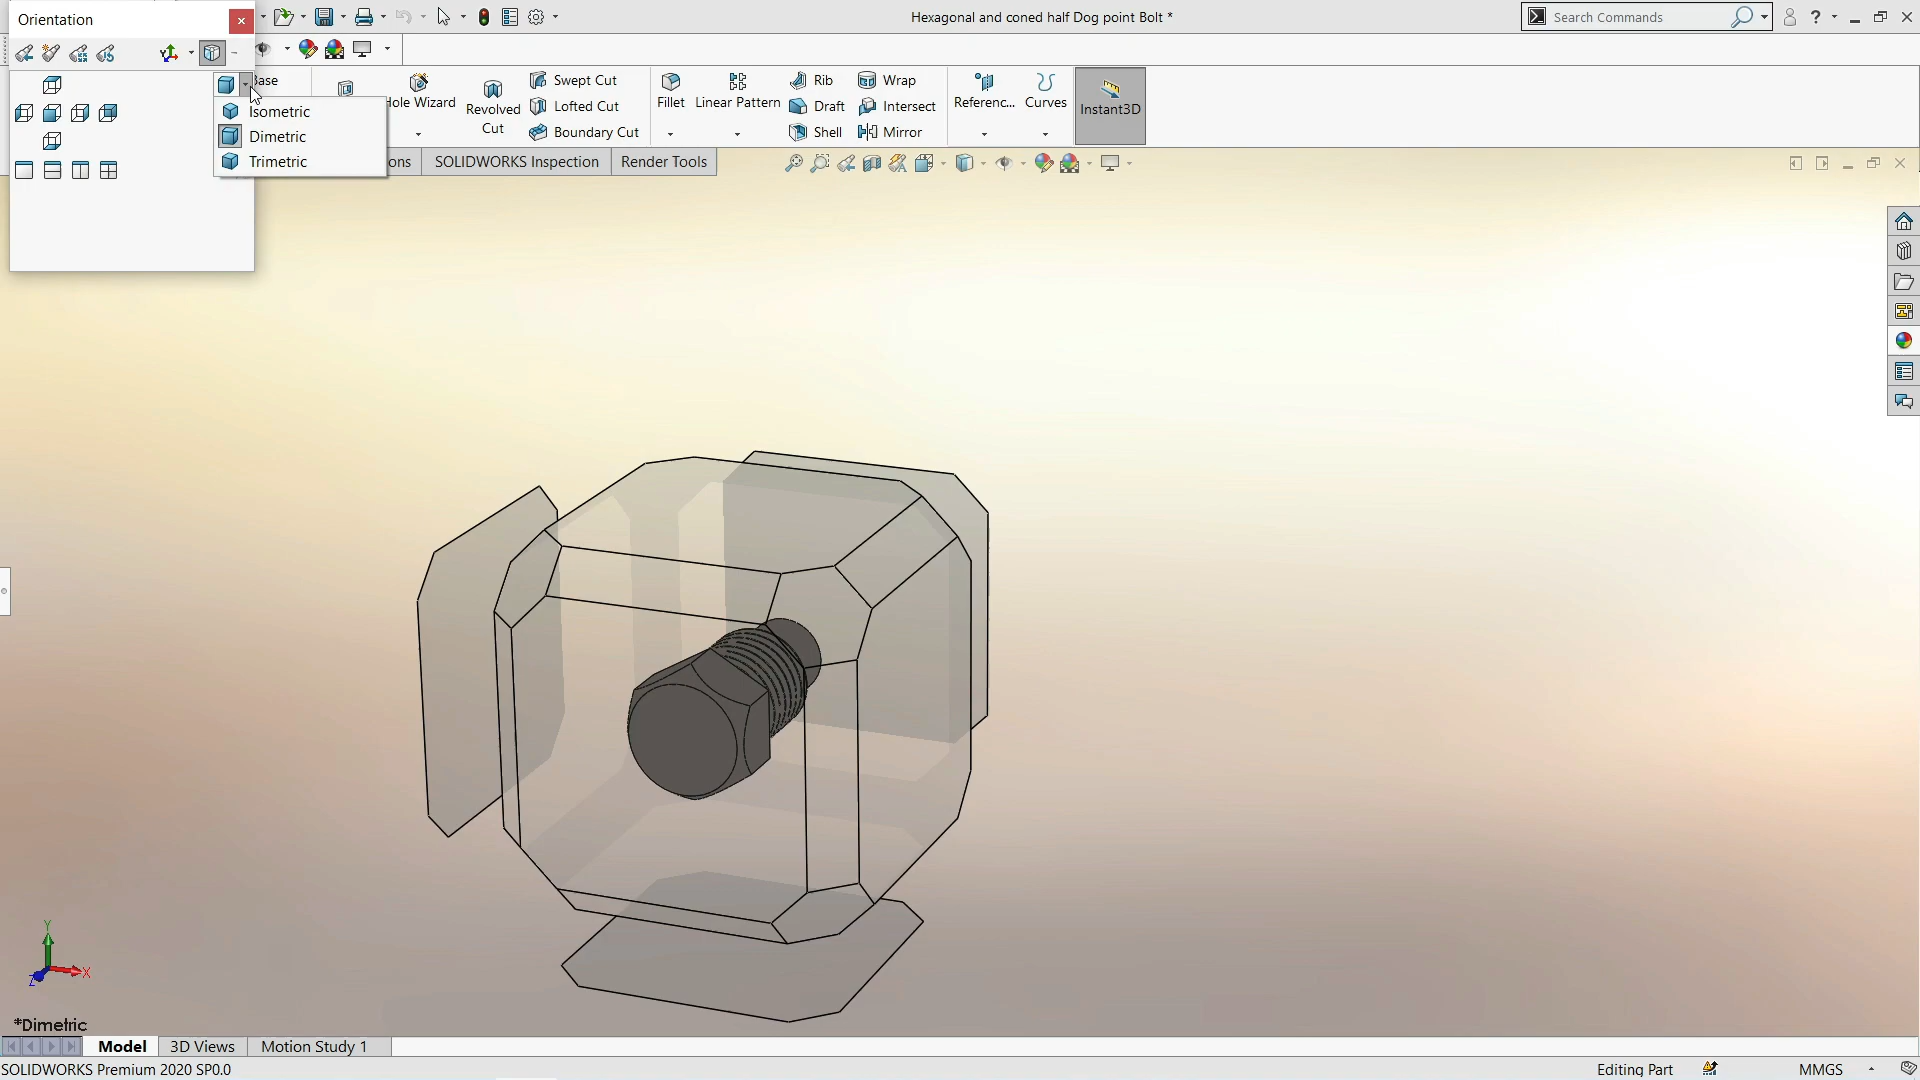 Orientation
Hexagonal and coned half Dog point Bolt *
Search Commands
?
Base
Isometric
Dimetric
Trimetric
Hole Wizard
Revolved
Cut
Swept Cut
Lofted Cut
Boundary Cut
Fillet
Linear Pattern
Rib
Draft
Shell
Wrap
Intersect
Mirror
Referenc...
Curves
Instant3D
ons
SOLIDWORKS Inspection
Render Tools
Y
X
Z
*Dimetric
Model
3D Views
Motion Study 1
SOLIDWORKS Premium 2020 SP0.0
Editing Part
MMGS